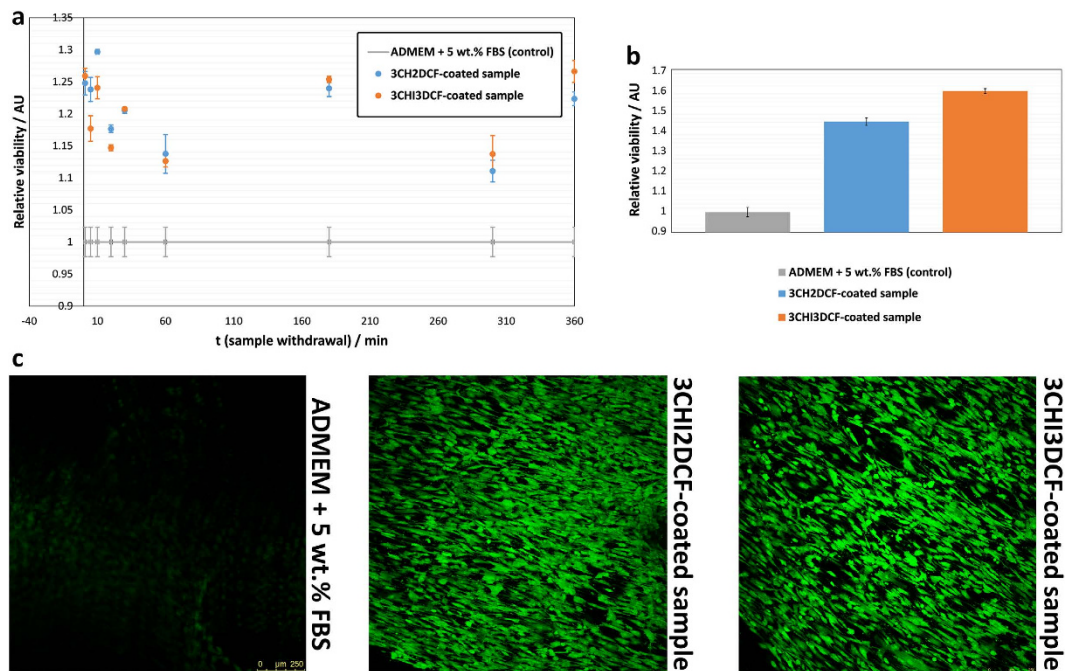 a
1.35
1.3
1.25
1.2
1.15
1.1
1.05
1
0.95
0.9
Relative viability / AU
-40 10 60 110 160 210 260 310 360
t (sample withdrawal) / min
ADMEM + 5 wt.% FBS (control)
3CH2DCF-coated sample
3CHI3DCF-coated sample
b
1.7
1.6
1.4
1.3
1.2
1.1
1
0.9
Relative viability / AU
ADMEM + 5 wt.% FBS (control)
3CH2DCF-coated sample
3CHI3DCF-coated sample
c
ADMEM + 5 wt.% FBS
0 µm 250
3CHI2DCF-coated sample
3CHI3DCF-coated sample